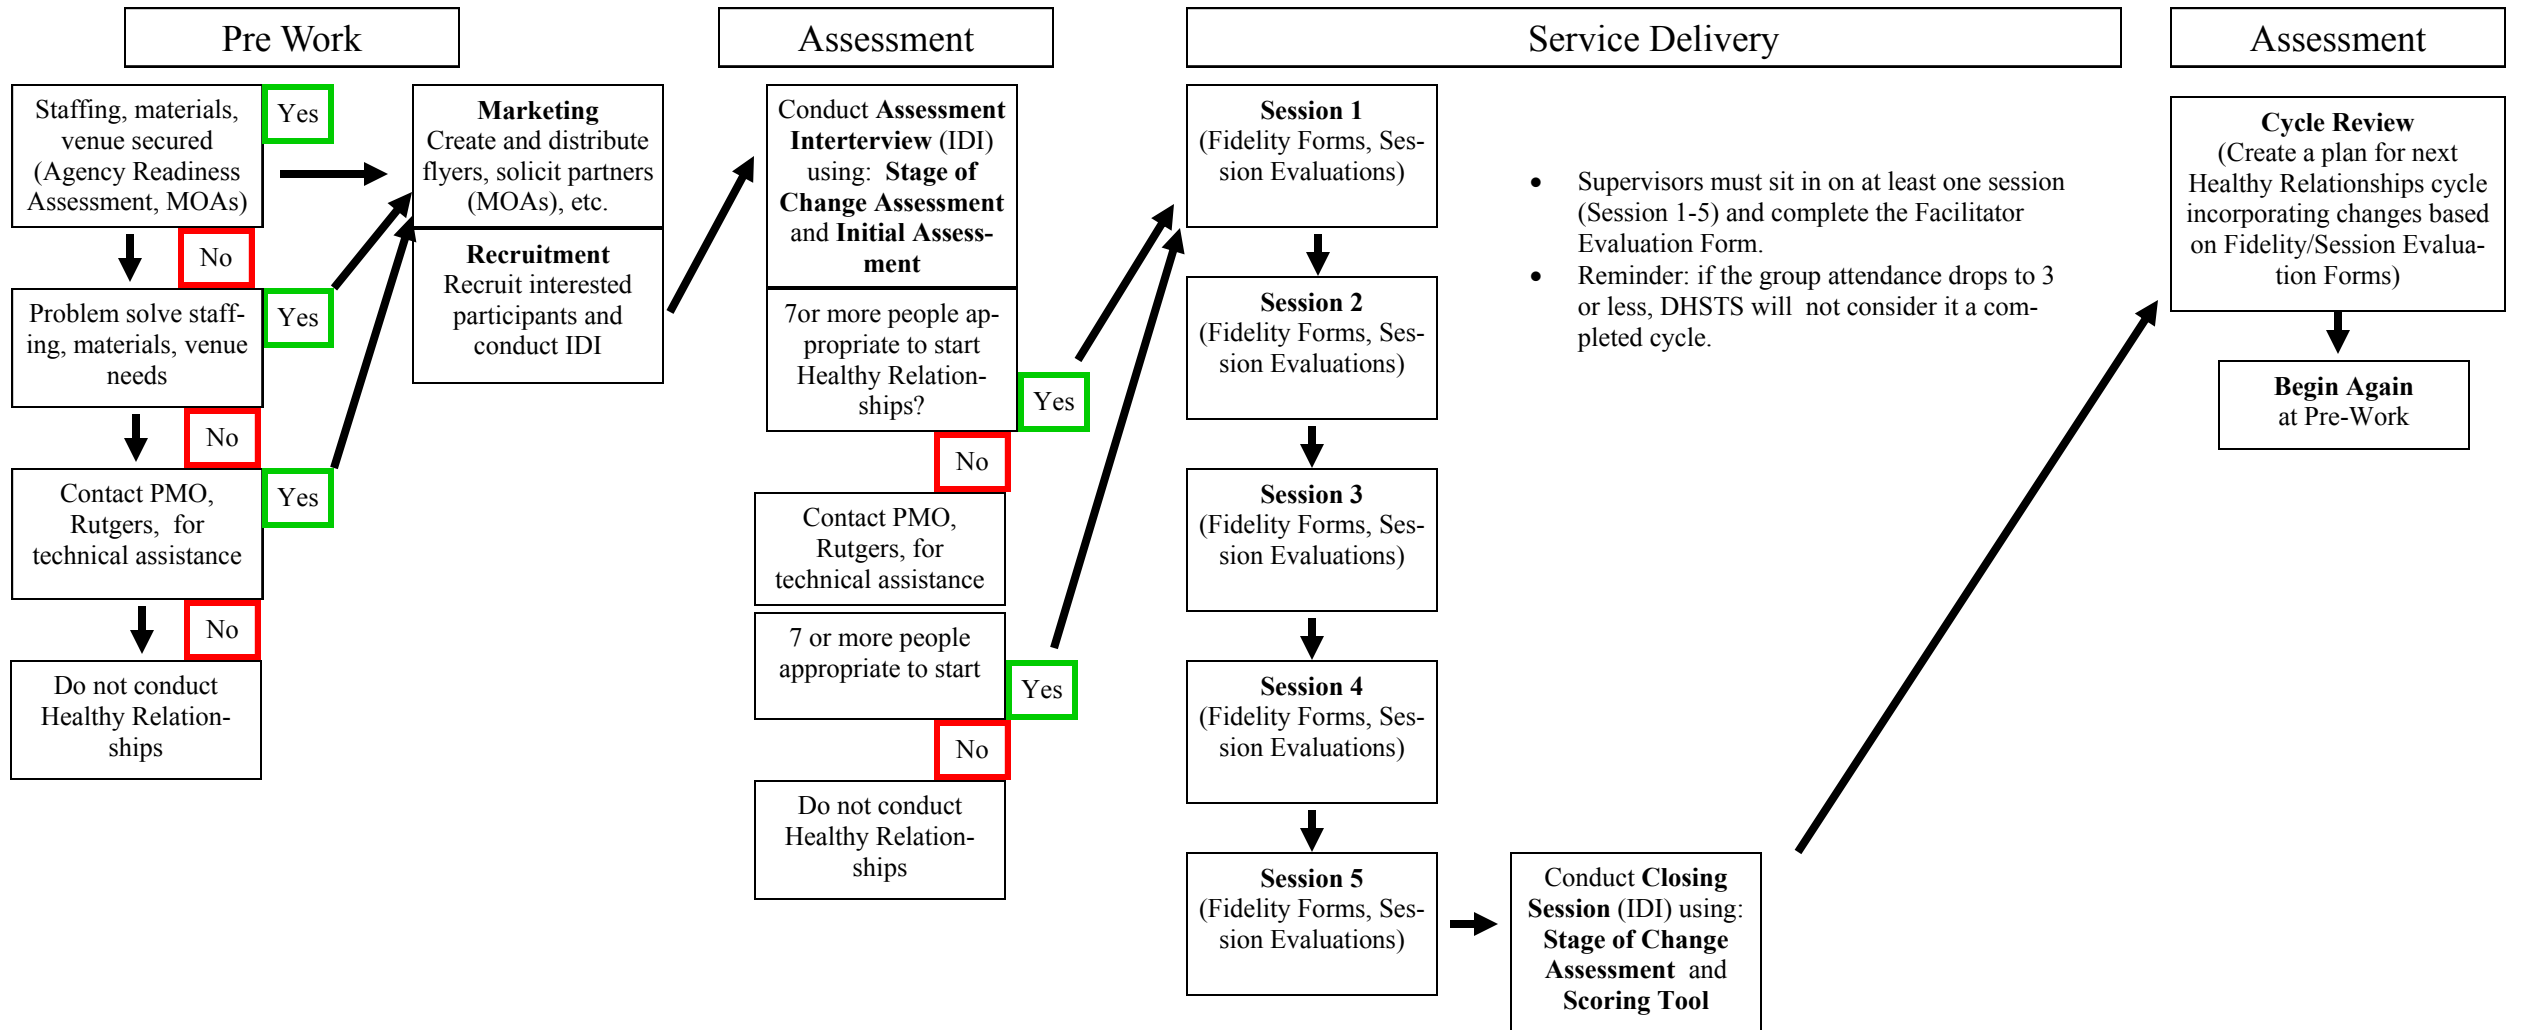 Pre Work
Staffing, materials,
venue secured
(Agency Readiness
Assessment, MOAs)
Yes
No
Problem solve staff-
ing, materials, venue
needs
Yes
No
Contact PMO,
Rutgers,  for
technical assistance
Yes
No
Do not conduct
Healthy Relation-
ships
Marketing
Create and distribute
flyers, solicit partners
(MOAs), etc.
Recruitment
Recruit interested
participants and
conduct IDI
Assessment
Conduct Assessment
Interterview (IDI)
using:  Stage of
Change Assessment
and Initial Assess-
ment
7or more people ap-
propriate to start
Healthy Relation-
ships?
Yes
No
Contact PMO,
Rutgers, for
technical assistance
7 or more people
appropriate to start
Yes
No
Do not conduct
Healthy Relation-
ships
Service Delivery
Session 1
(Fidelity Forms, Ses-
sion Evaluations)
Session 2
(Fidelity Forms, Ses-
sion Evaluations)
Session 3
(Fidelity Forms, Ses-
sion Evaluations)
Session 4
(Fidelity Forms, Ses-
sion Evaluations)
Session 5
(Fidelity Forms, Ses-
sion Evaluations)
• Supervisors must sit in on at least one session
(Session 1-5) and complete the Facilitator
Evaluation Form.
• Reminder: if the group attendance drops to 3
or less, DHSTS will  not consider it a com-
pleted cycle.
Conduct Closing
Session (IDI) using:
Stage of Change
Assessment  and
Scoring Tool
Assessment
Cycle Review
(Create a plan for next
Healthy Relationships cycle
incorporating changes based
on Fidelity/Session Evalua-
tion Forms)
Begin Again
at Pre-Work